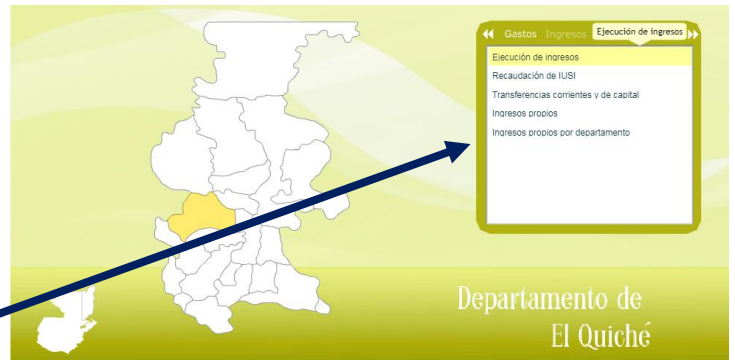 Gastos Ingresos Ejecución de ingresos
Ejecución de ingresos
Recaudación de IUSI
Transferencias corrientes y de capital
Ingresos propios
Ingresos propios por departamento
Departamento de
El Quiché